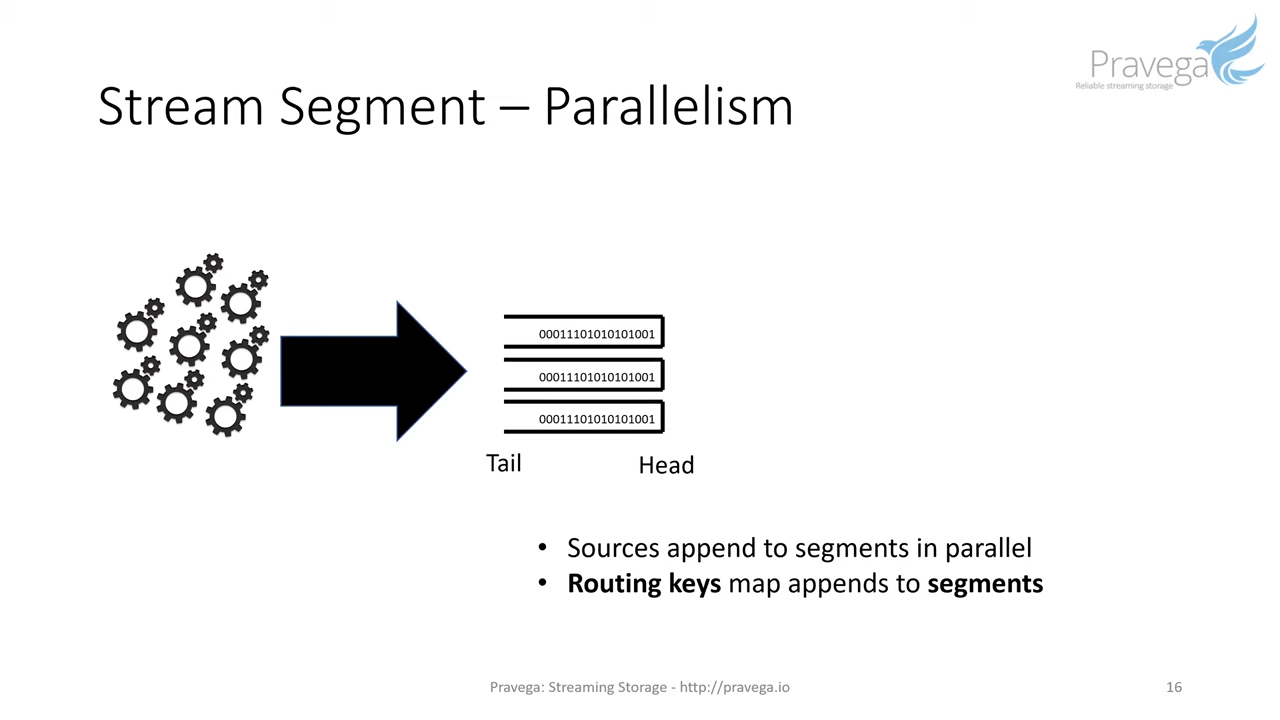 Pravega
Reliable streaming storage
Stream Segment – Parallelism
00011101010101001
00011101010101001
00011101010101001
Tail
Head
• Sources append to segments in parallel
• Routing keys map appends to segments
Pravega: Streaming Storage - http://pravega.io
16